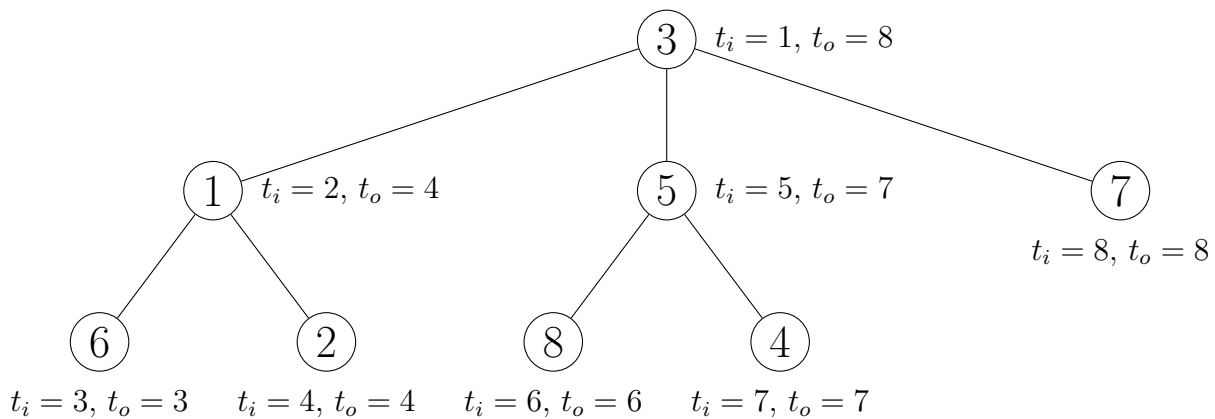 3 t_i = 1, t_o = 8
1 t_i = 2, t_o = 4
5 t_i = 5, t_o = 7
7
t_i = 8, t_o = 8
6 2 8 4
t_i = 3, t_o = 3 t_i = 4, t_o = 4 t_i = 6, t_o = 6 t_i = 7, t_o = 7